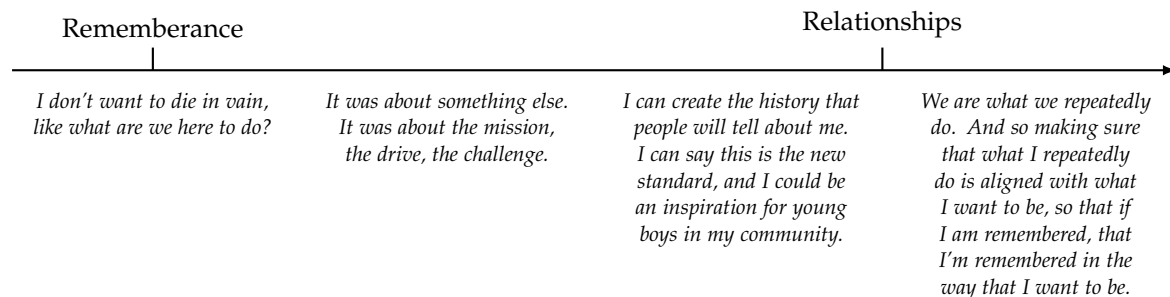 Rememberance
Relationships
I don't want to die in vain,
like what are we here to do?
It was about something else.
It was about the mission,
the drive, the challenge.
I can create the history that
people will tell about me.
I can say this is the new
standard, and I could be
an inspiration for young
boys in my community.
We are what we repeatedly
do.  And so making sure
that what I repeatedly
do is aligned with what
I want to be, so that if
I am remembered, that
I'm remembered in the
way that I want to be.